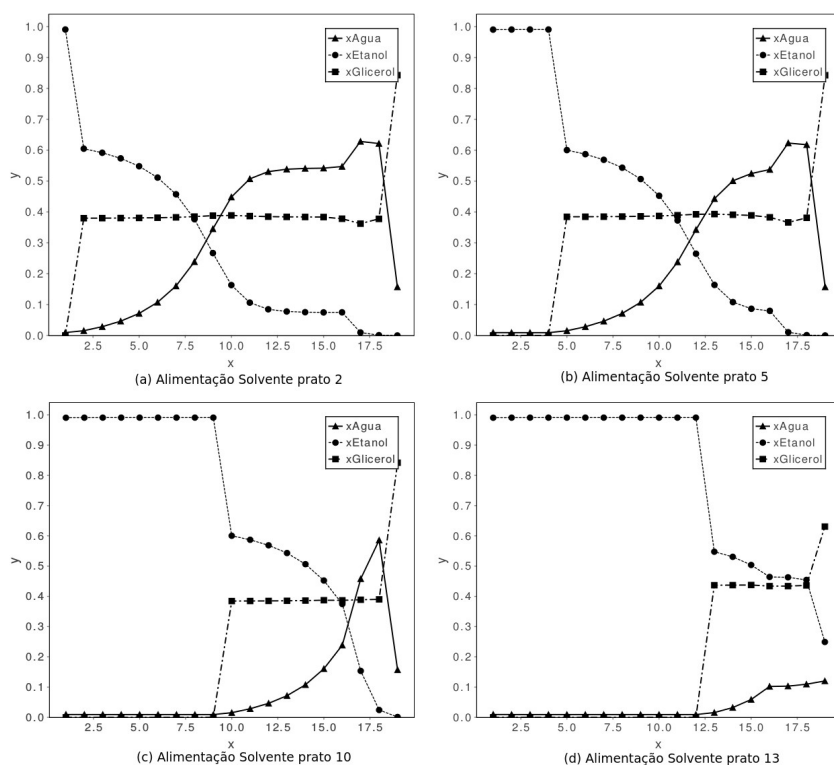 1.0
0.9
0.8
0.7
0.6
0.5
0.4
0.3
0.2
0.1
0.0
y
xAgua
xEtanol
xGlicerol
2.5 5.0 7.5 10.0 12.5 15.0 17.5
x
(a) Alimentação Solvente prato 2
1.0
0.9
0.8
0.7
0.6
0.5
0.4
0.3
0.2
0.1
0.0
y
xAgua
xEtanol
xGlicerol
2.5 5.0 7.5 10.0 12.5 15.0 17.5
x
(b) Alimentação Solvente prato 5
1.0
0.9
0.8
0.7
0.6
0.5
0.4
0.3
0.2
0.1
0.0
y
xAgua
xEtanol
xGlicerol
2.5 5.0 7.5 10.0 12.5 15.0 17.5
x
(c) Alimentação Solvente prato 10
1.0
0.9
0.8
0.7
0.6
0.5
0.4
0.3
0.2
0.1
0.0
y
xAgua
xEtanol
xGlicerol
2.5 5.0 7.5 10.0 12.5 15.0 17.5
x
(d) Alimentação Solvente prato 13